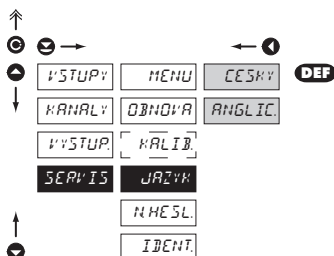 VSTUPY MENU CESKY DEF
KANALY OBNOVA ANGLIC.
VYSTUP. KALIB.
SERVIS JAZYK
N.HESL.
IDENT.